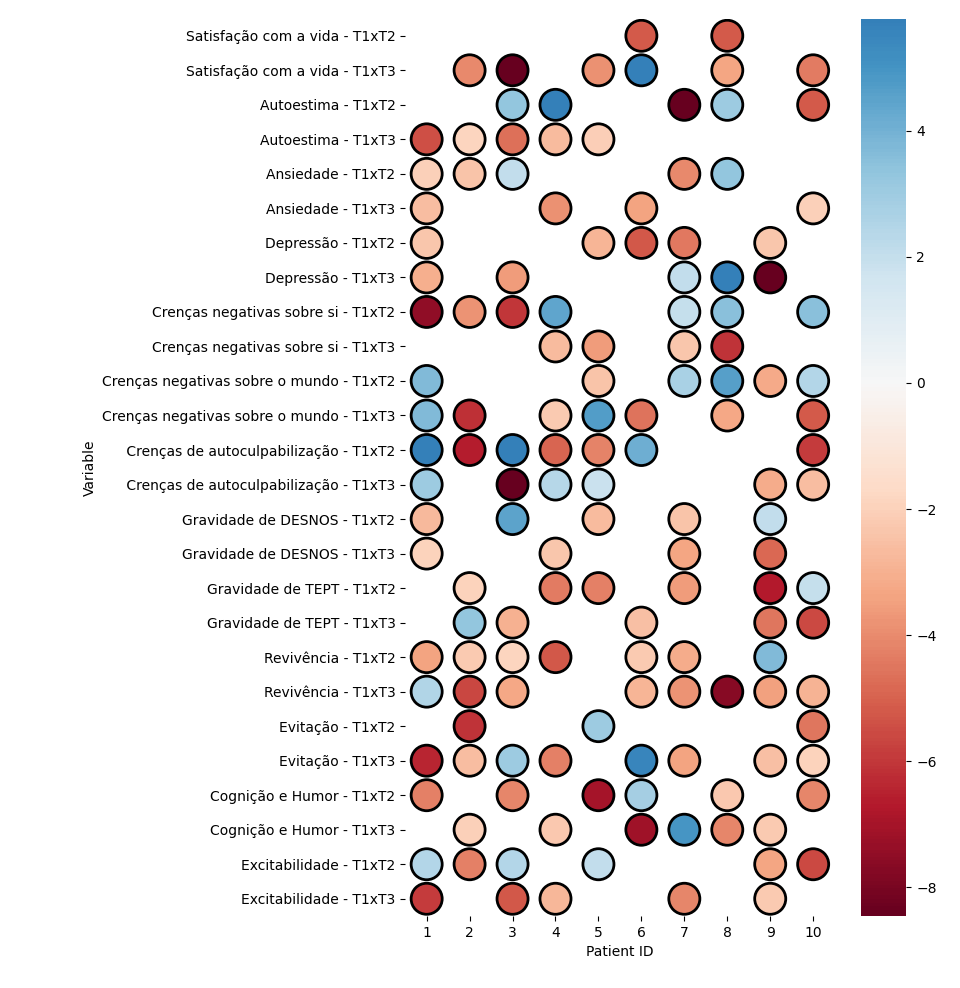 Satisfação com a vida - T1xT2
Satisfação com a vida - T1xT3
Autoestima - T1xT2
Autoestima - T1xT3
Ansiedade - T1xT2
Ansiedade - T1xT3
Depressão - T1xT2
Depressão - T1xT3
Crenças negativas sobre si - T1xT2
Crenças negativas sobre si - T1xT3
Crenças negativas sobre o mundo - T1xT2
Crenças negativas sobre o mundo - T1xT3
Crenças de autoculpabilização - T1xT2
Crenças de autoculpabilização - T1xT3
Gravidade de DESNOS - T1xT2
Gravidade de DESNOS - T1xT3
Gravidade de TEPT - T1xT2
Gravidade de TEPT - T1xT3
Revivência - T1xT2
Revivência - T1xT3
Evitação - T1xT2
Evitação - T1xT3
Cognição e Humor - T1xT2
Cognição e Humor - T1xT3
Excitabilidade - T1xT2
Excitabilidade - T1xT3
Variable
1 2 3 4 5 6 7 8 9 10
Patient ID
4
2
0
−2
−4
−6
−8